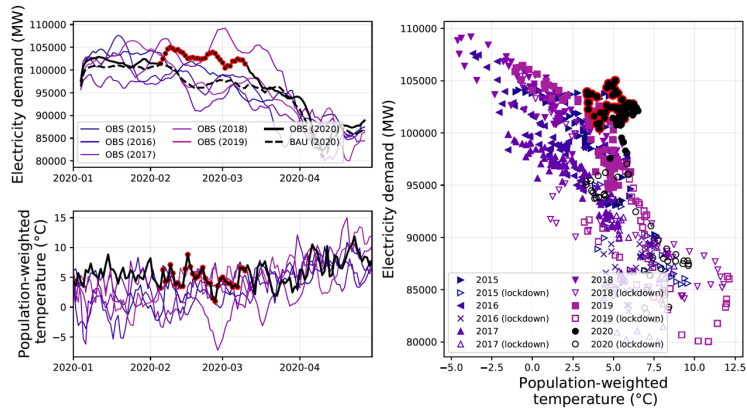 110000
105000
100000
95000
90000
85000
80000
Electricity demand (MW)
OBS (2015)
OBS (2016)
OBS (2017)
OBS (2018)
OBS (2019)
OBS (2020)
BAU (2020)
2020-01
2020-02
2020-03
2020-04
15
10
5
0
−5
Population-weighted
temperature (°C)
2020-01
2020-02
2020-03
2020-04
110000
105000
100000
95000
90000
85000
80000
Electricity demand (MW)
2015
2015 (lockdown)
2016
2016 (lockdown)
2017
2017 (lockdown)
2018
2018 (lockdown)
2019
2019 (lockdown)
2020
2020 (lockdown)
−5.0
−2.5
0.0
2.5
5.0
7.5
10.0
12.5
Population-weighted
temperature (°C)